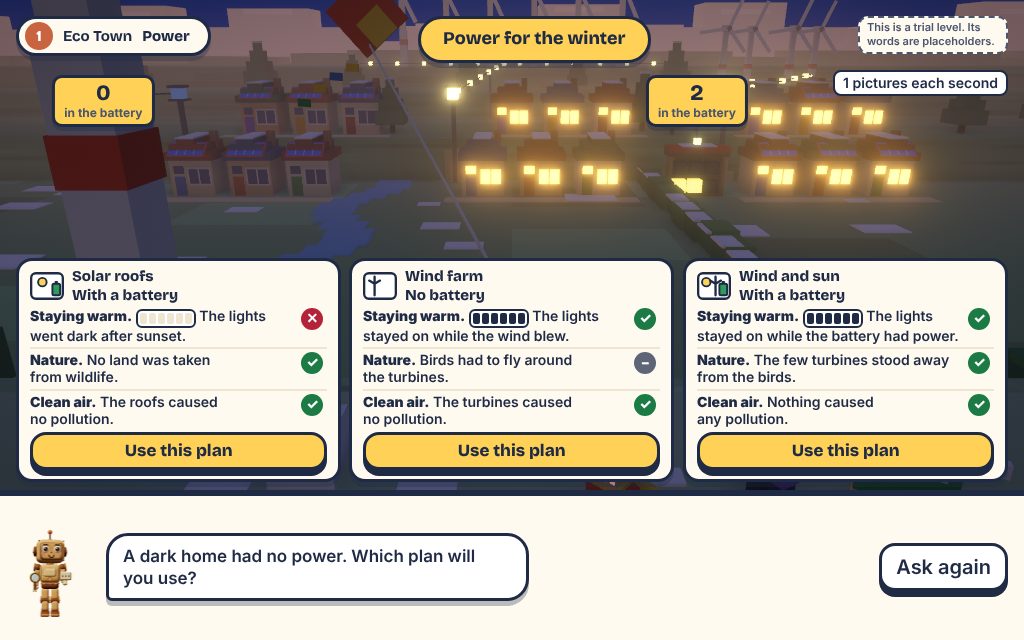 1 Eco Town Power
Power for the winter
This is a trial level. Its
words are placeholders.
1 pictures each second
0
in the battery
2
in the battery
Solar roofs
With a battery
Staying warm. The lights
went dark after sunset.
Nature. No land was taken
from wildlife.
Clean air. The roofs caused
no pollution.
Use this plan
Wind farm
No battery
Staying warm. The lights
stayed on while the wind blew.
Nature. Birds had to fly around
the turbines.
Clean air. The turbines caused
no pollution.
Use this plan
Wind and sun
With a battery
Staying warm. The lights
stayed on while the battery had power.
Nature. The few turbines stood away
from the birds.
Clean air. Nothing caused
any pollution.
Use this plan
A dark home had no power. Which plan will
you use?
Ask again